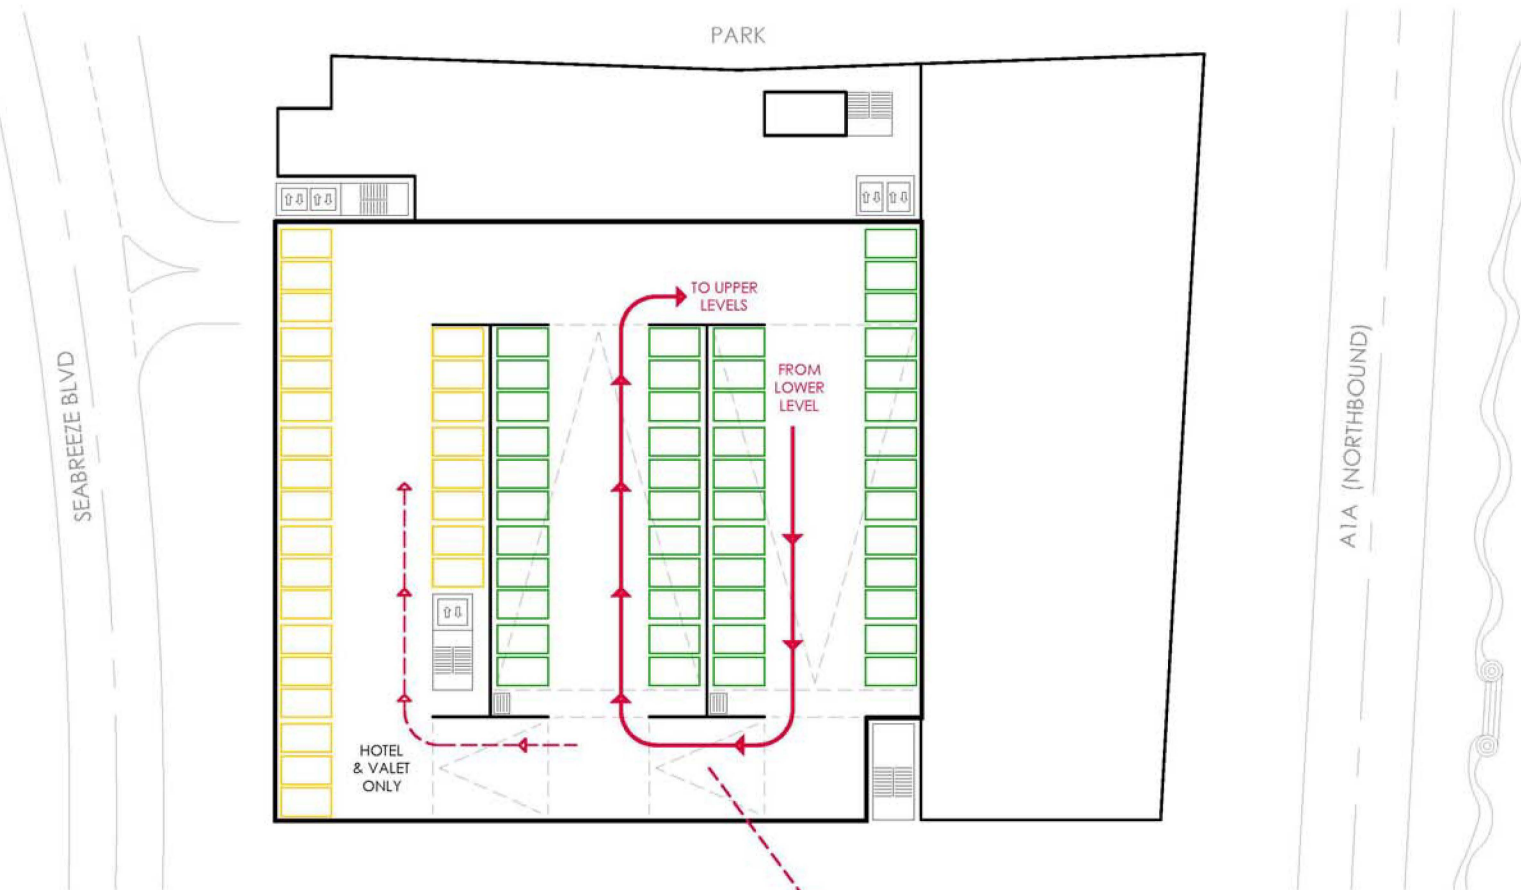 PARK
TO UPPER
LEVELS
FROM
LOWER
LEVEL
SEABREEZE BLVD
A1A (NORTHBOUND)
HOTEL
& VALET
ONLY